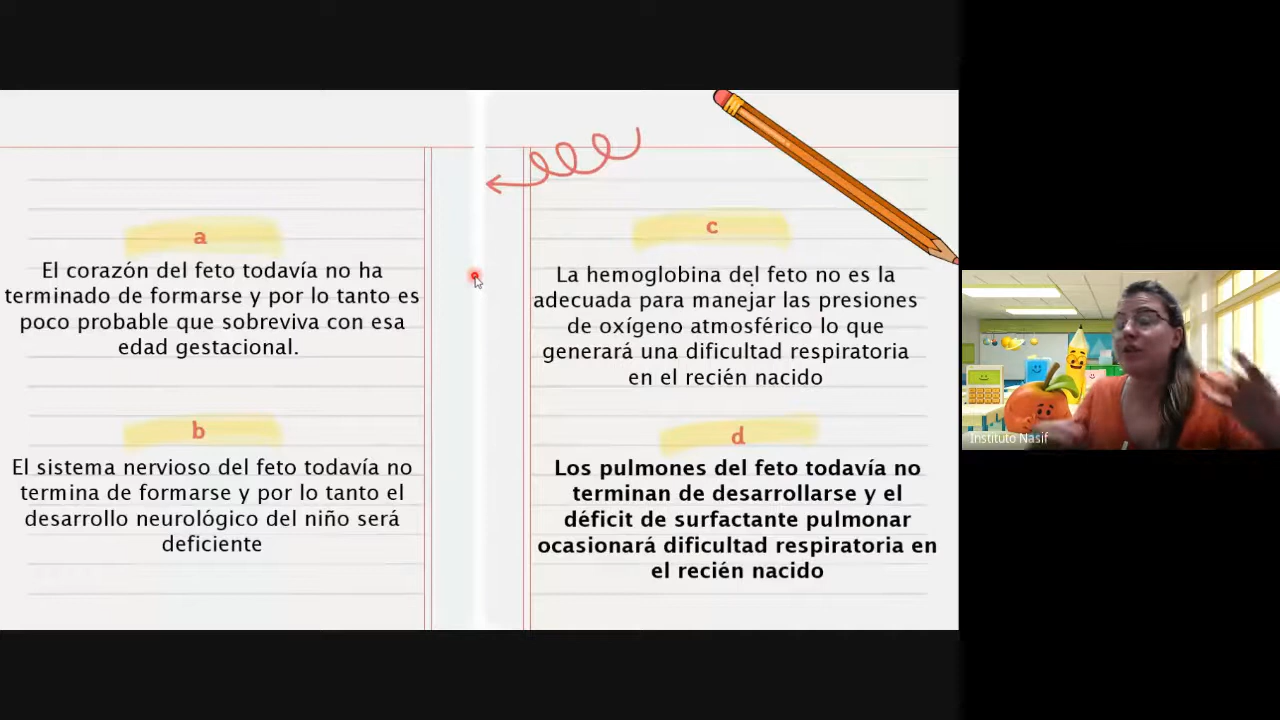 a
El corazón del feto todavía no ha
terminado de formarse y por lo tanto es
poco probable que sobreviva con esa
edad gestacional.
b
El sistema nervioso del feto todavía no
termina de formarse y por lo tanto el
desarrollo neurológico del niño será
deficiente
c
La hemoglobina del feto no es la
adecuada para manejar las presiones
de oxígeno atmosférico lo que
generará una dificultad respiratoria
en el recién nacido
d
Los pulmones del feto todavía no
terminan de desarrollarse y el
déficit de surfactante pulmonar
ocasionará dificultad respiratoria en
el recién nacido
Instituto Nasif